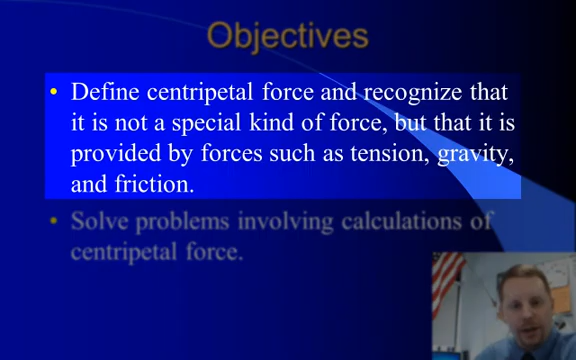 Objectives
• Define centripetal force and recognize that
it is not a special kind of force, but that it is
provided by forces such as tension, gravity,
and friction.
• Solve problems involving calculations of
centripetal force.